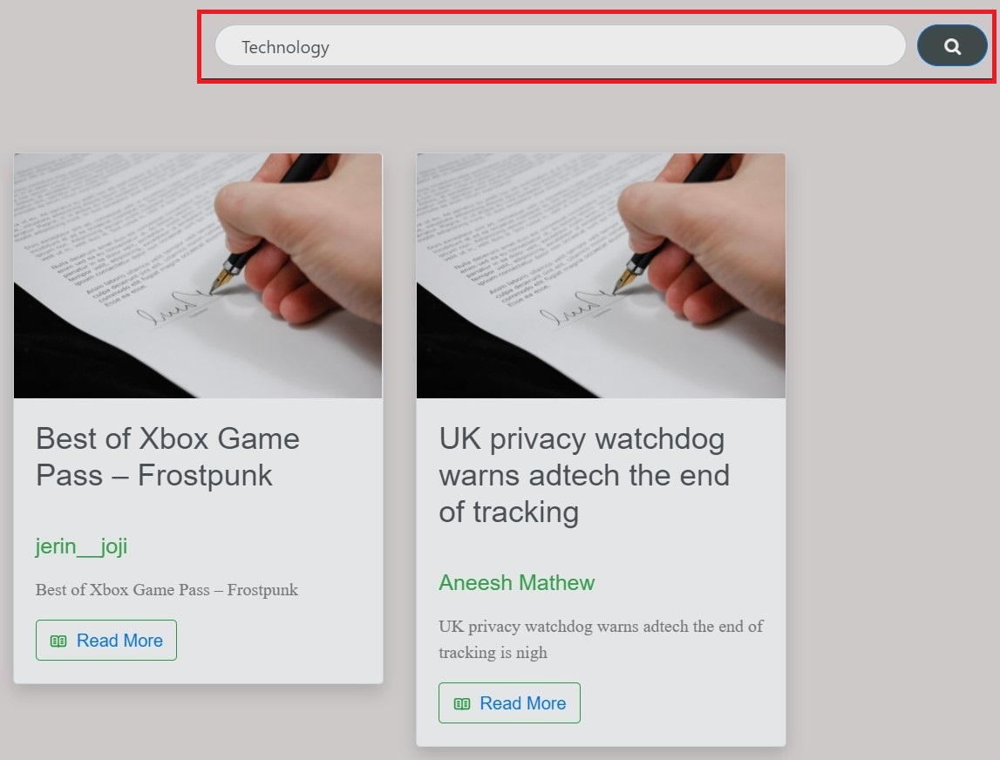 Technology
Best of Xbox Game
Pass – Frostpunk
jerin__joji
Best of Xbox Game Pass – Frostpunk
Read More
UK privacy watchdog
warns adtech the end
of tracking
Aneesh Mathew
UK privacy watchdog warns adtech the end of
tracking is nigh
Read More